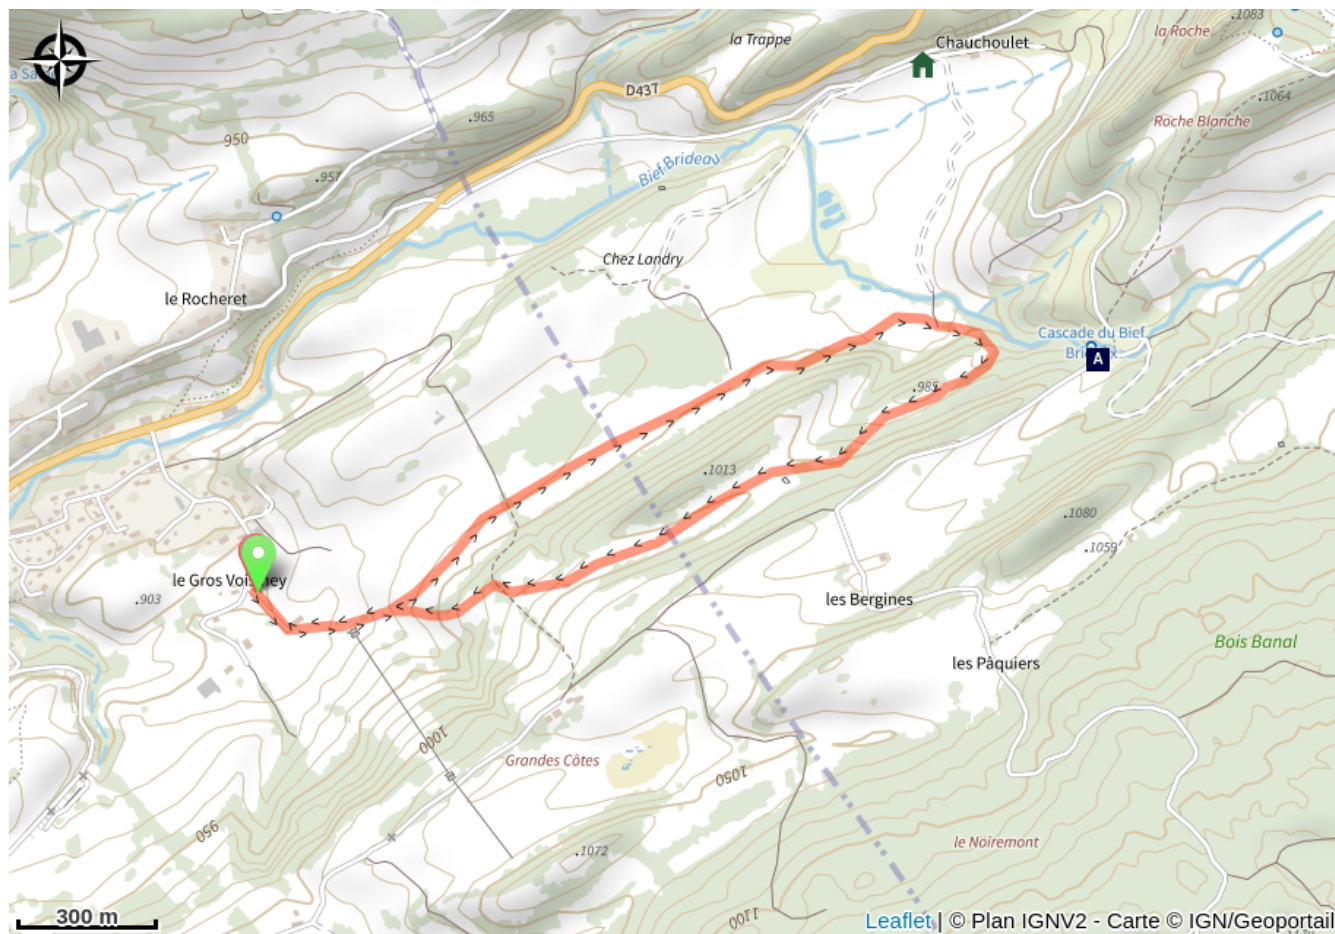 .1083
la Roche
Chauchoulet
la Trappe
D437
.1064
.965
Roche Blanche
950
Bief Brideau
.957
Chez Landry
le Rocheret
Cascade du Bief
A
.985
.1013
.1080
.1059
le Gros Voisiney
.903
les Bergines
Bois Banal
les Pâquiers
1000
Grandes Côtes
1050
950
le Noiremont
.1072
1100
300 m
Leaflet | © Plan IGNV2 - Carte © IGN/Geoportail